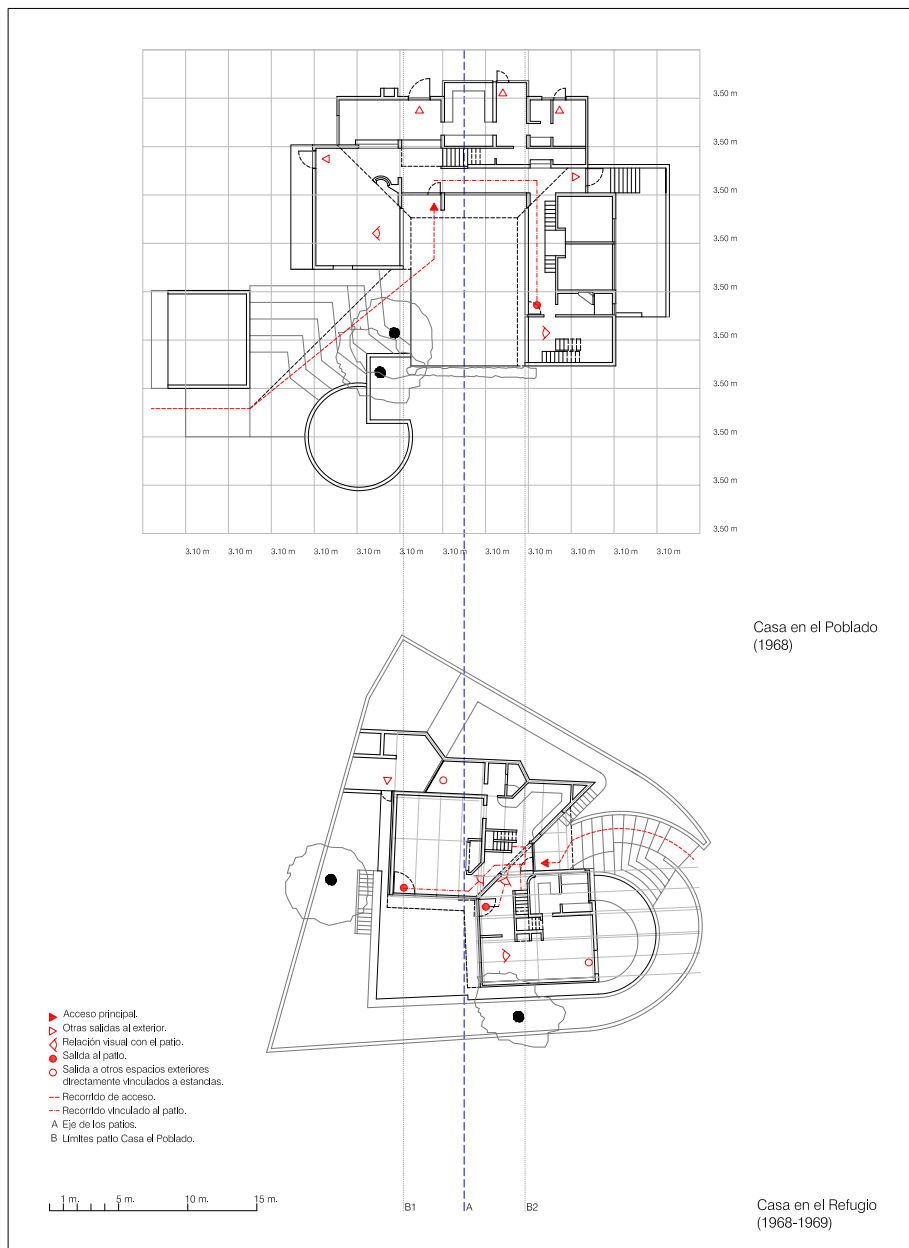 3.50 m
3.50 m
3.50 m
3.50 m
3.50 m
3.50 m
3.50 m
3.50 m
3.50 m
3.50 m
3.10 m 3.10 m 3.10 m 3.10 m 3.10 m 3.10 m 3.10 m 3.10 m 3.10 m 3.10 m 3.10 m 3.10 m
Casa en el Poblado
(1968)
Acceso principal.
Otras salidas al exterior.
Relación visual con el patio.
Salida al patio.
Salida a otros espacios exteriores
directamente vinculados a estancias.
Recorrido de acceso.
Recorrido vinculado al patio.
A Eje de los patios.
B Límites patio Casa el Poblado.
1 m. 5 m. 10 m. 15 m.
B1 A B2
Casa en el Refugio
(1968-1969)